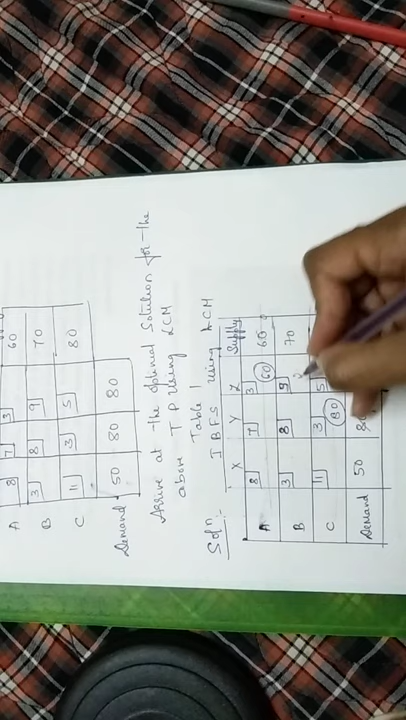 A 8 7 3 60
B 3 8 9 70
C 11 3 5 80
Demand 50 80 80
Arrive at the optimal Solution for the
above TP Using LCM
Table 1
Soln:- IBFS Using LCM
X Y Z Supply
A 8 7 3 60 60 0
B 3 8 9 70
C 11 3 80 5
Demand 50 80